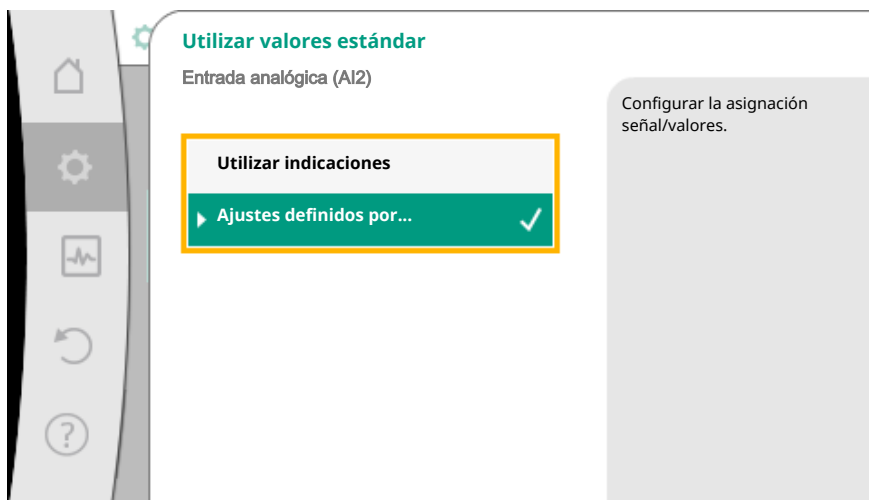 Utilizar valores estándar
Entrada analógica (AI2)
Configurar la asignación
señal/valores.
Utilizar indicaciones
Ajustes definidos por...
?